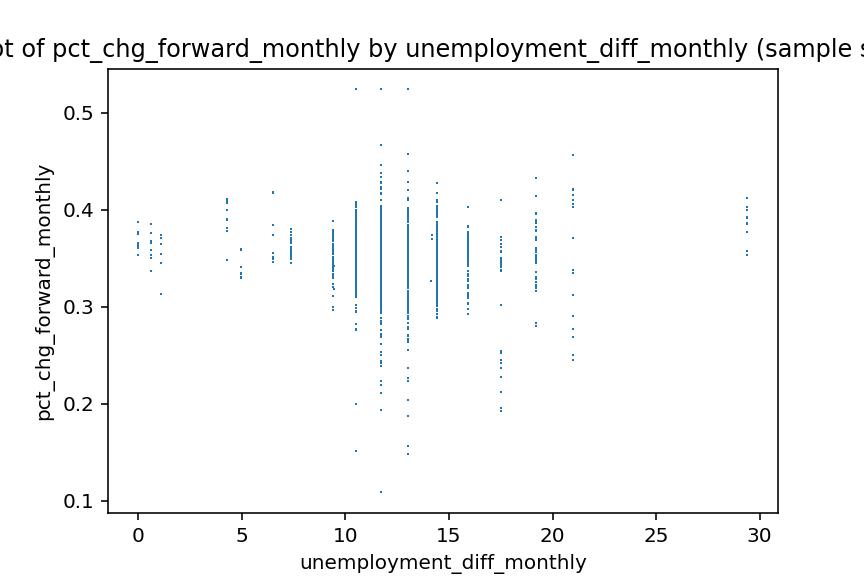 of pct_chg_forward_monthly by unemployment_diff_monthly (sample
0.5
0.4
0.3
0.2
0.1
pct_chg_forward_monthly
0 5 10 15 20 25 30
unemployment_diff_monthly